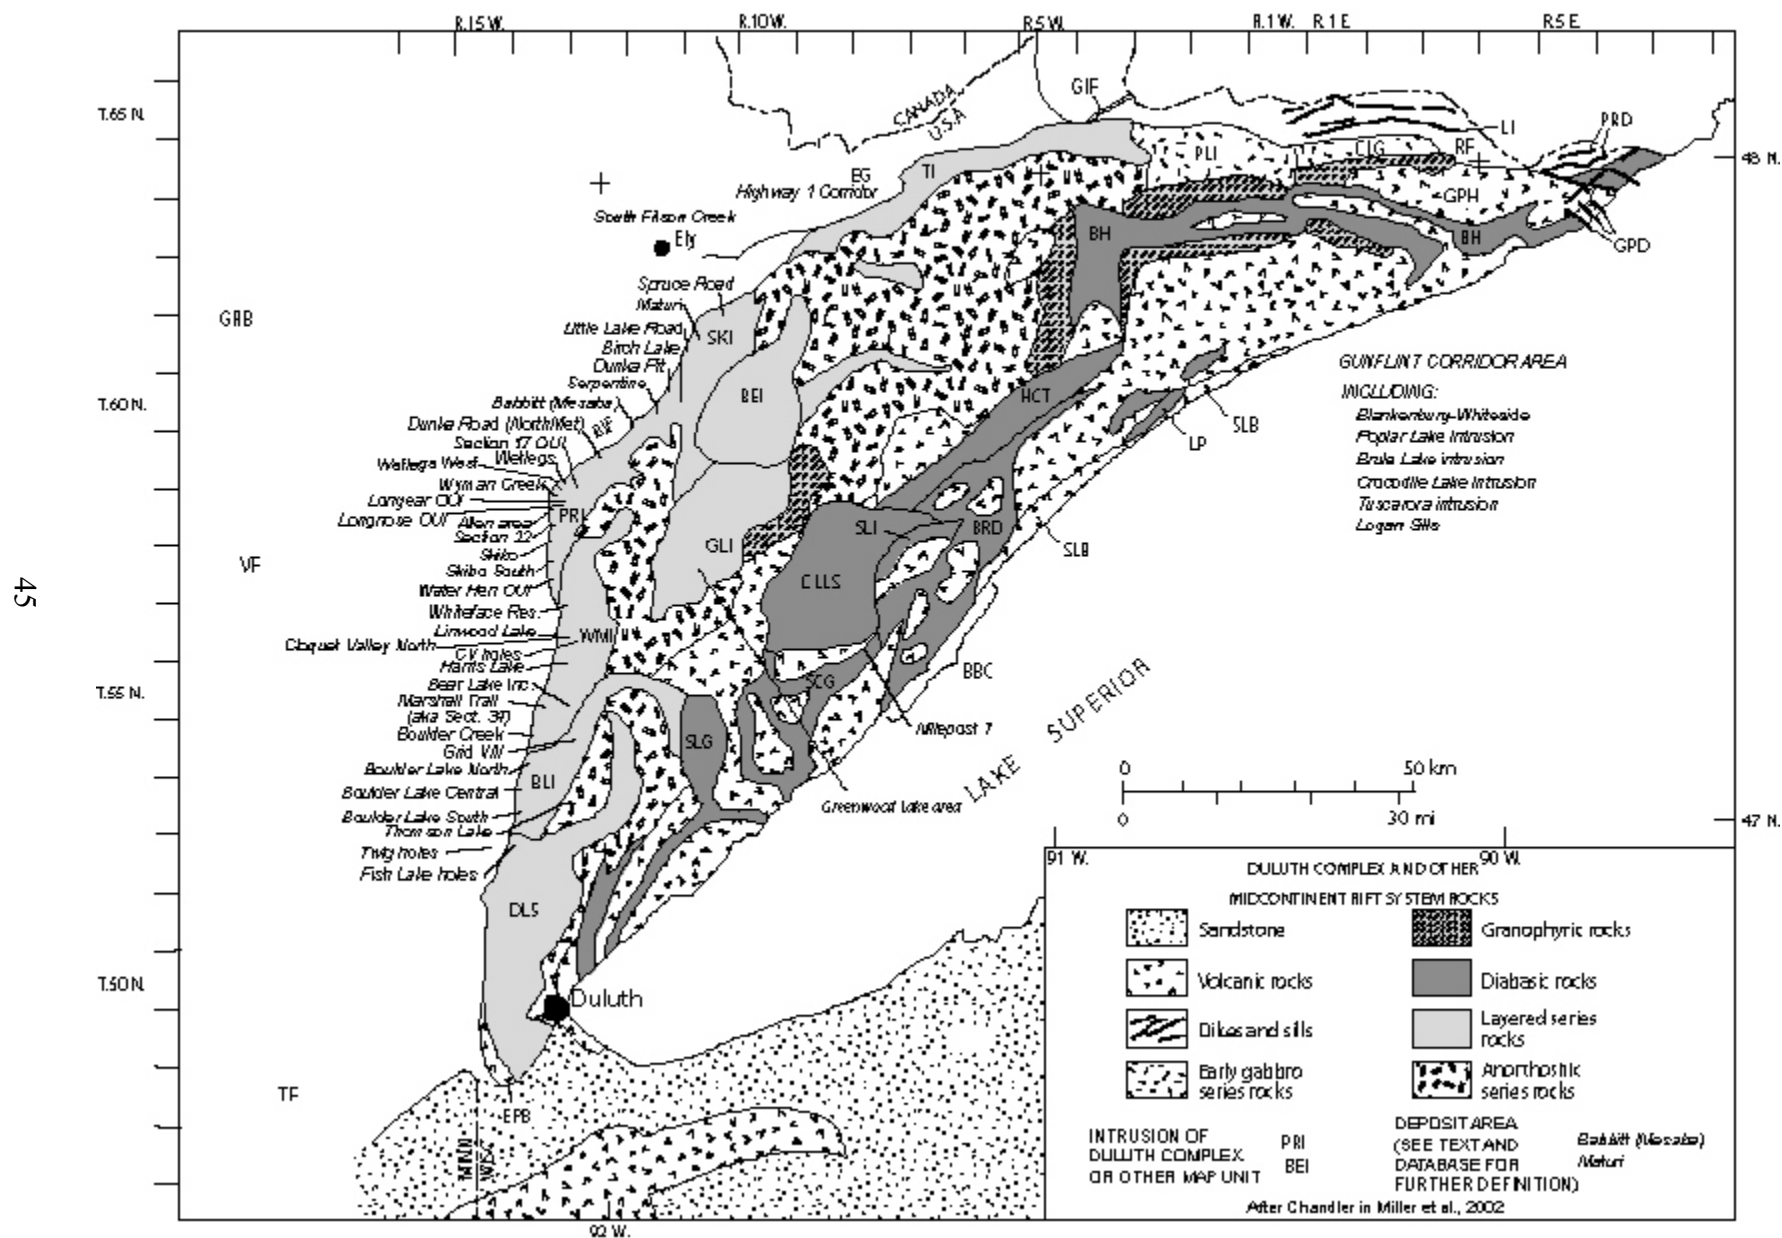 R.15 W.
R.10W.
R.5 W.
R.1 W.
R.1 E.
R.5 E.
T.65 N.
T.60 N.
T.55 N.
T.50 N.
48 N.
47 N.
CANADA
U.S.A
GIF
LI
PRD
EG
TI
PLI
CLG
RF
GPH
GPD
Highway 1 Corridor
South Filson Creek
Ely
BH
BH
GRB
Spruce Road
Maturi
Little Lake Road
Birch Lake
Dunka Pit
Serpentine
Babbitt (Mesaba)
BIF
Dunka Road (NorthMet)
Section 17 OUI
Wetlegs
Wetlegs West
Wyman Creek
Longear OUI
Longnose OUI
Allen area
Section 22
Skibo
Skibo South
Water Hen OUI
Whiteface Res.
Linwood Lake
Cloquet Valley North
CV holes
Harris Lake
Bear Lake Inc
Marshall Trail
(aka Sect. 34)
Boulder Creek
Grid VIII
Boulder Lake North
Boulder Lake Central
Boulder Lake South
Thomson Lake
Twig holes
Fish Lake holes
SKI
BEI
PRI
GLI
HCT
SLI
BRD
CLLS
SLB
LP
SLB
WMI
SCG
BBC
SLG
BLI
DLS
VF
TF
Milepost 7
Greenwood lake area
LAKE SUPERIOR
Duluth
EPB
MINN
WIS
92 W.
91 W.
90 W.
GUNFLINT CORRIDOR AREA
INCLUDING:
Blankenburg-Whiteside
Poplar Lake intrusion
Brule Lake intrusion
Crocodile Lake intrusion
Tuscarora intrusion
Logan Sills
0
50 km
0
30 mi
DULUTH COMPLEX AND OTHER
MIDCONTINENT RIFT SYSTEM ROCKS
Sandstone
Granophyric rocks
Volcanic rocks
Diabasic rocks
Dikes and sills
Layered series
rocks
Early gabbro
series rocks
Anorthositic
series rocks
INTRUSION OF
DULUTH COMPLEX
OR OTHER MAP UNIT
PRI
BEI
DEPOSIT AREA
(SEE TEXT AND
DATABASE FOR
FURTHER DEFINITION)
Babbitt (Mesaba)
Maturi
After Chandler in Miller et al., 2002
45